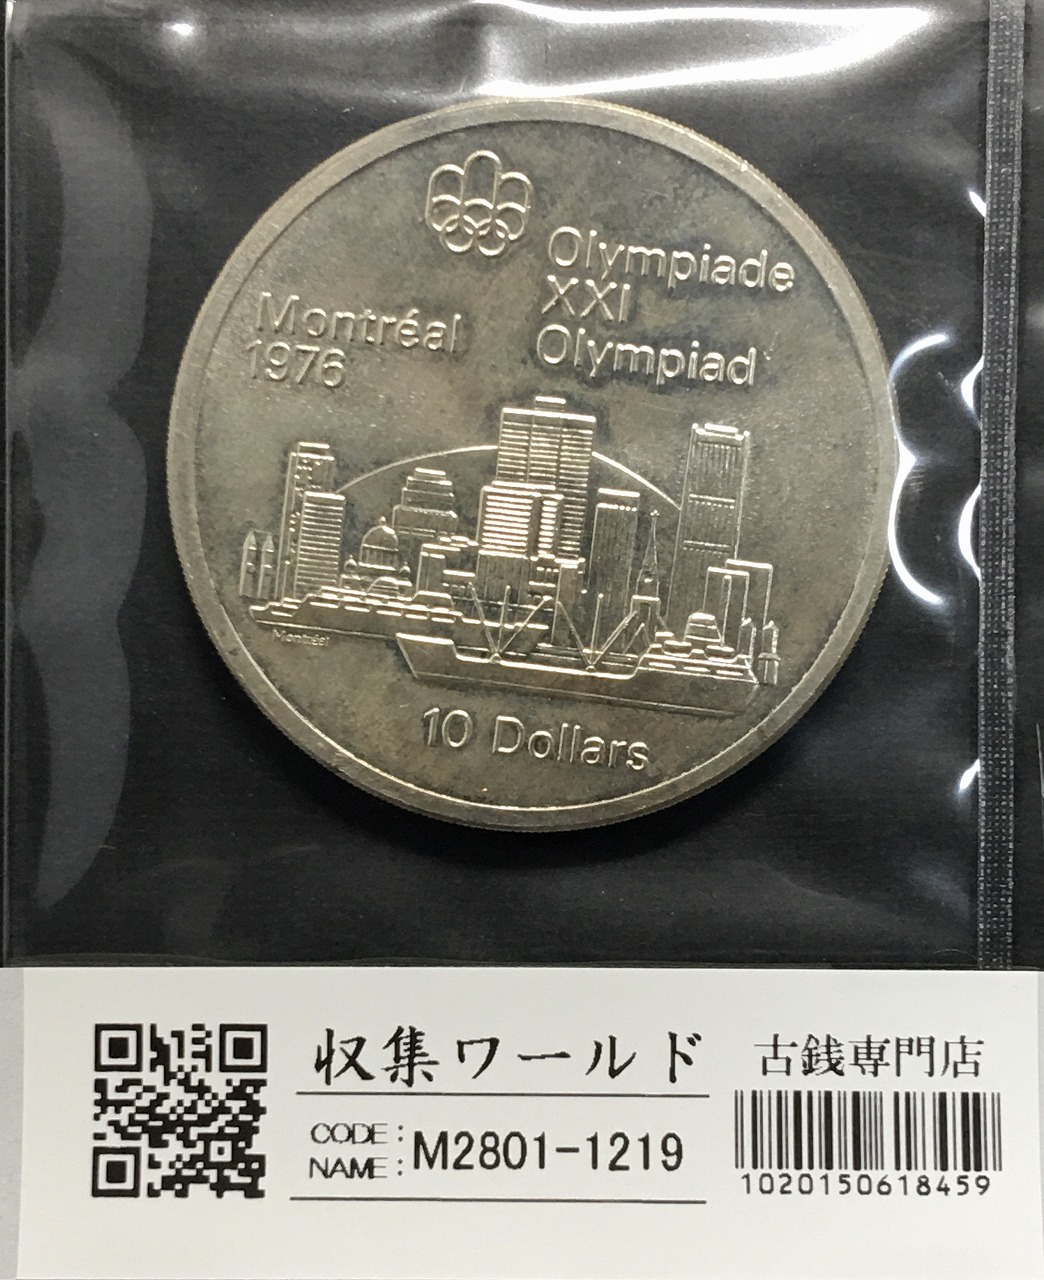 Olympiade
XXI
Olympiad
Montréal
1976
Montréal
10 Dollars
収集ワールド
古銭専門店
CODE:
NAME:
M2801-1219
1020150618459